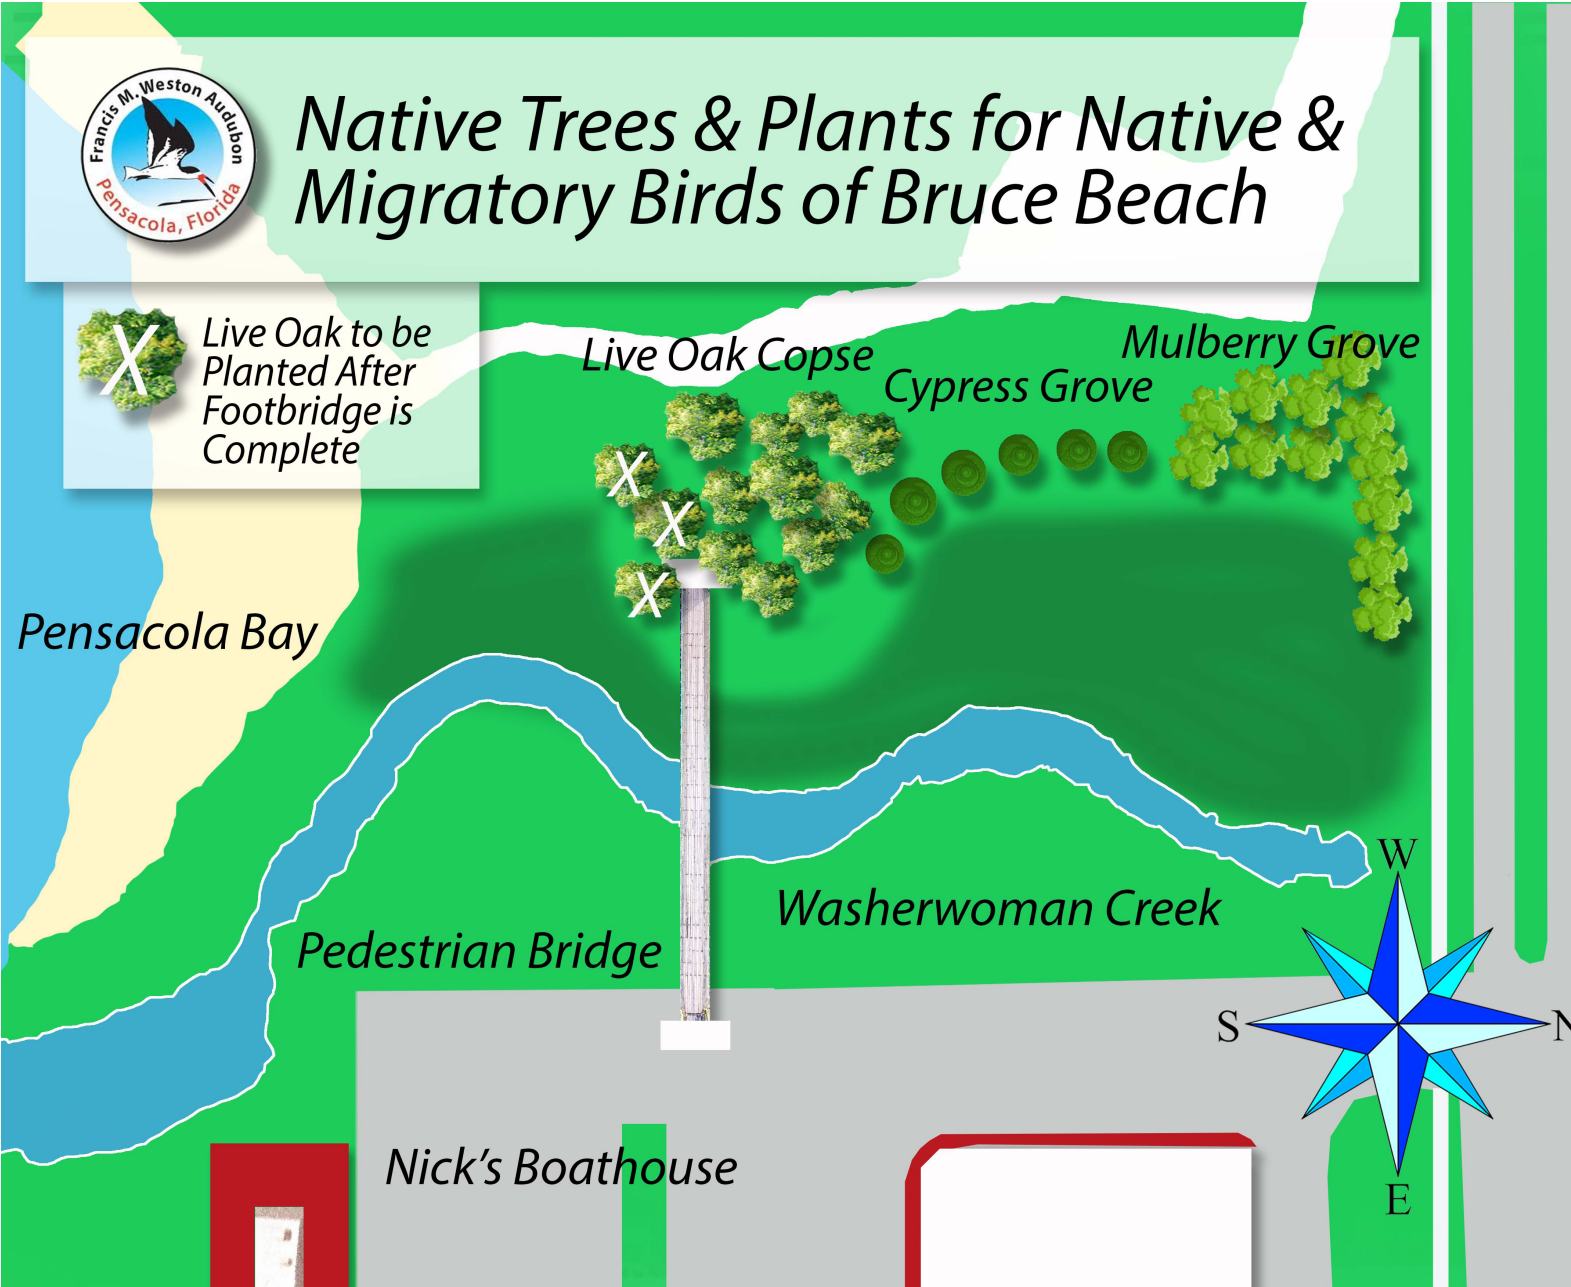 Francis M. Weston Audubon
Pensacola, Florida
Native Trees & Plants for Native &
Migratory Birds of Bruce Beach
X
Live Oak to be
Planted After
Footbridge is
Complete
Live Oak Copse
Cypress Grove
Mulberry Grove
X
X
X
Pensacola Bay
Washerwoman Creek
Pedestrian Bridge
W
S
N
E
Nick's Boathouse